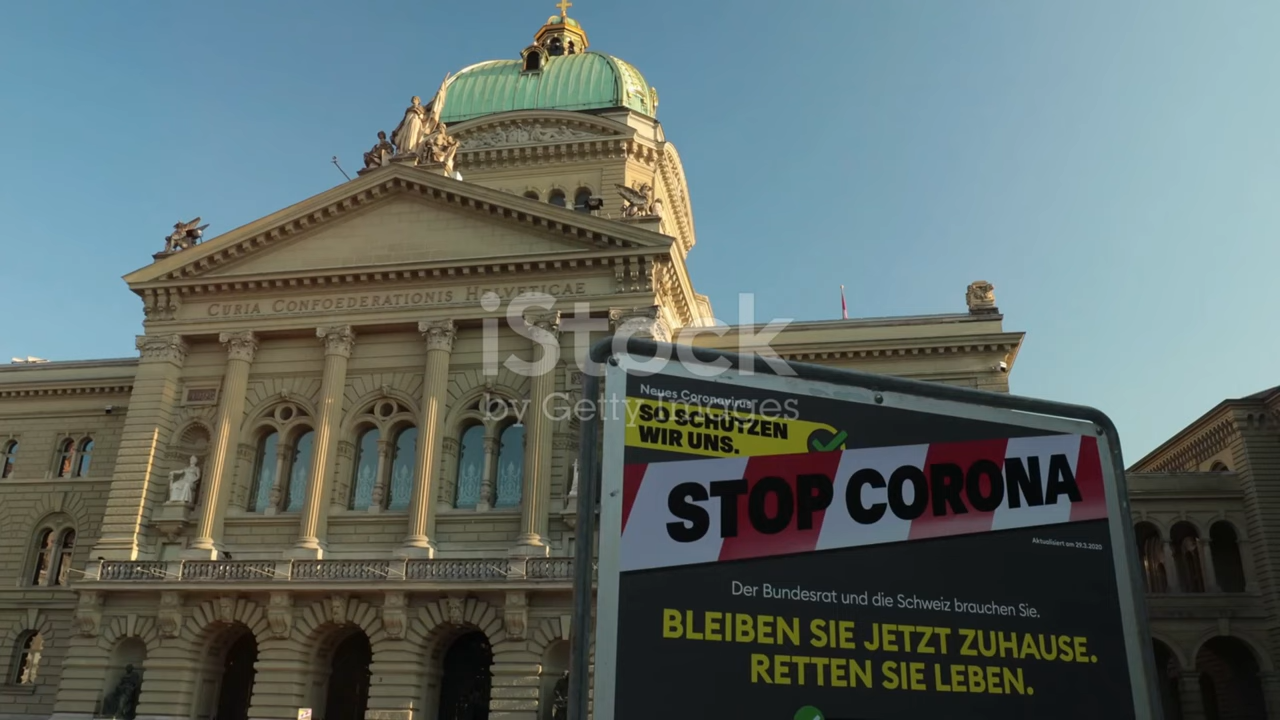 CURIA CONFOEDERATIONIS HELVETICAE
iStock
by Getty Images
Neues Coronavirus
SO SCHÜTZEN
WIR UNS.
STOP CORONA
Aktualisiert am 29.3.2020
Der Bundesrat und die Schweiz brauchen Sie.
BLEIBEN SIE JETZT ZUHAUSE.
RETTEN SIE LEBEN.